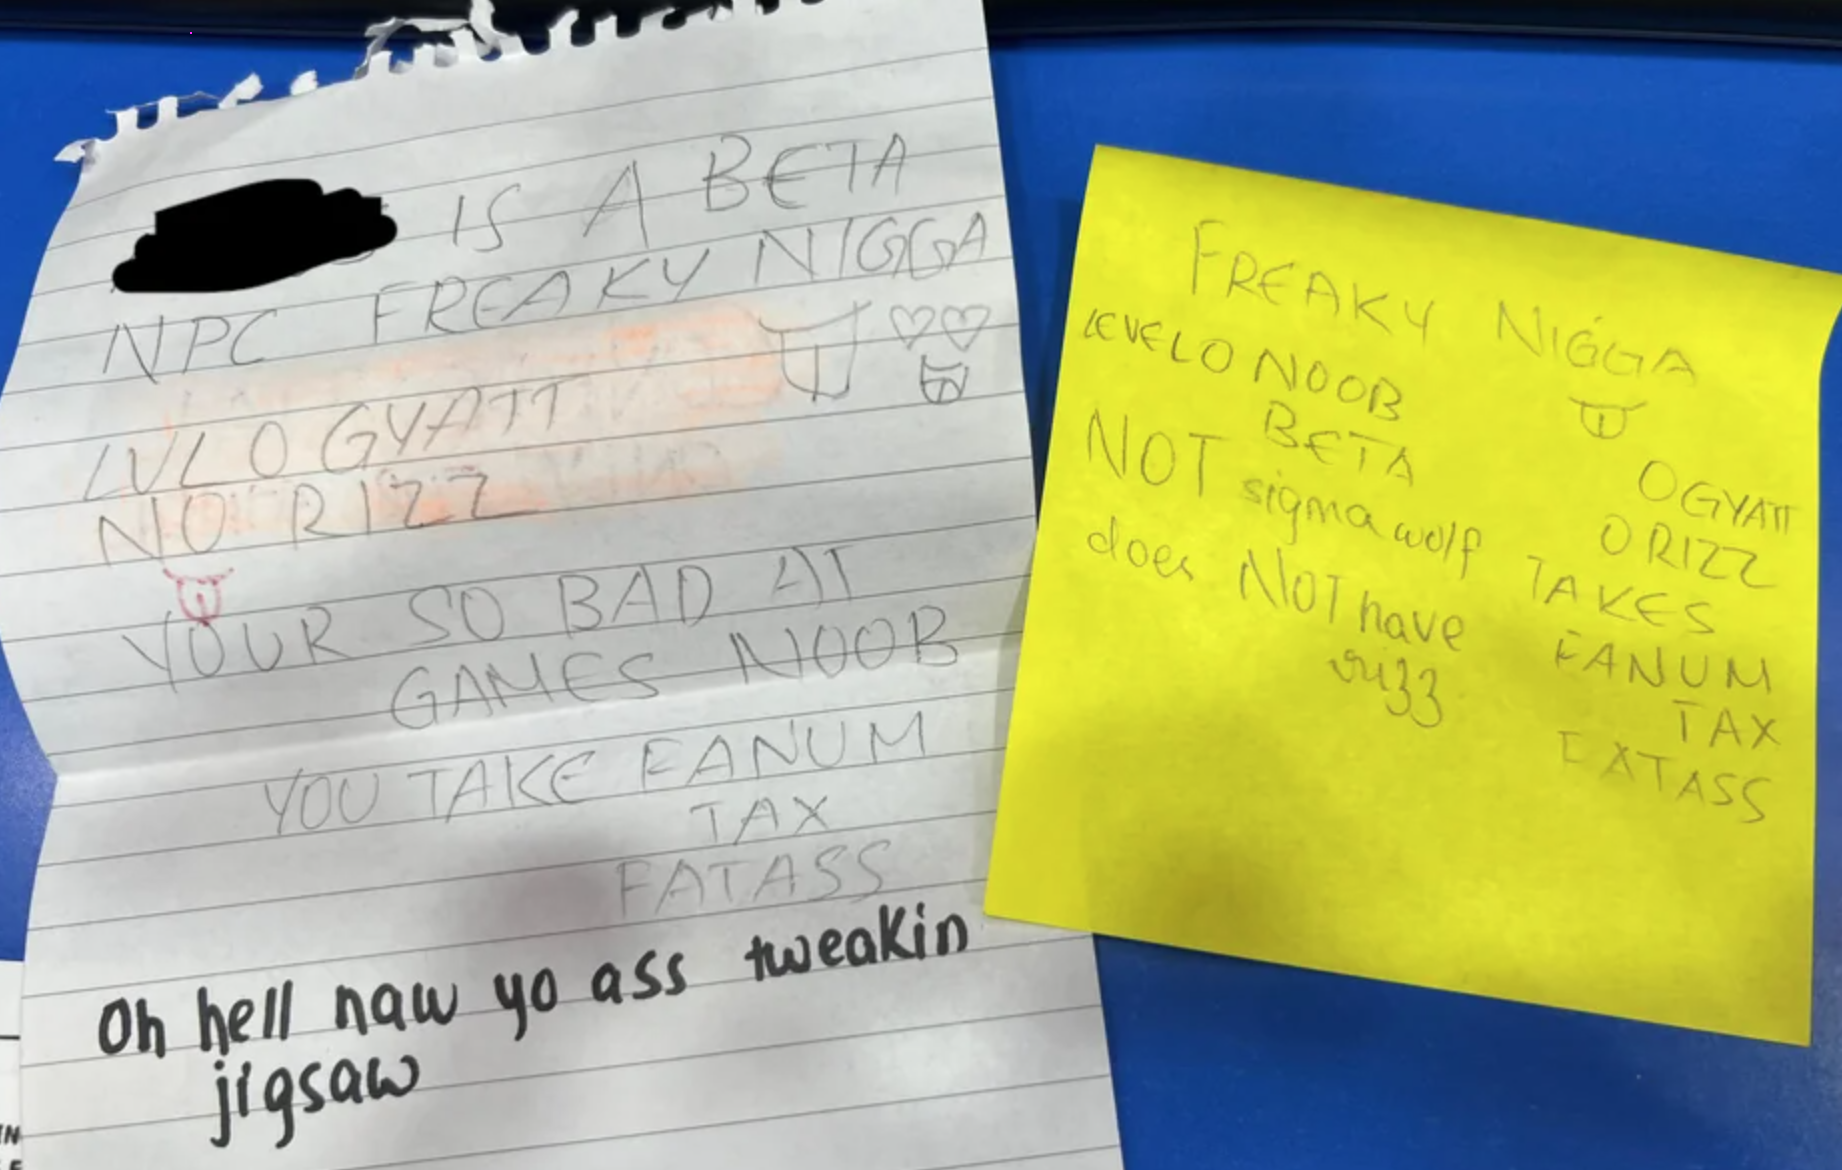 IS A BETA
NPC FREAKY NIGGA
LVL 0 GYATT
NO RIZZ
YOUR SO BAD AT
GAMES NOOB
YOU TAKE FANUM
TAX
FATASS
Oh hell naw yo ass tweakin
jigsaw
FREAKY NIGGA
LEVEL 0 NOOB
BETA
NOT sigma wolf
does NOT have
rizz
0 GYATT
0 RIZZ
TAKES
FANUM
TAX
FATASS